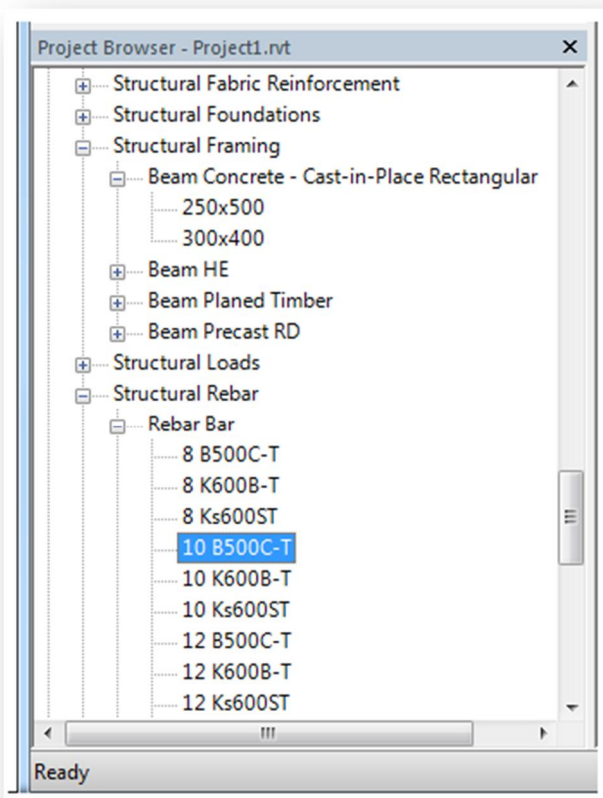 Project Browser - Project1.rvt
Structural Fabric Reinforcement
Structural Foundations
Structural Framing
Beam Concrete - Cast-in-Place Rectangular
250x500
300x400
Beam HE
Beam Planed Timber
Beam Precast RD
Structural Loads
Structural Rebar
Rebar Bar
8 B500C-T
8 K600B-T
8 Ks600ST
10 B500C-T
10 K600B-T
10 Ks600ST
12 B500C-T
12 K600B-T
12 Ks600ST
Ready